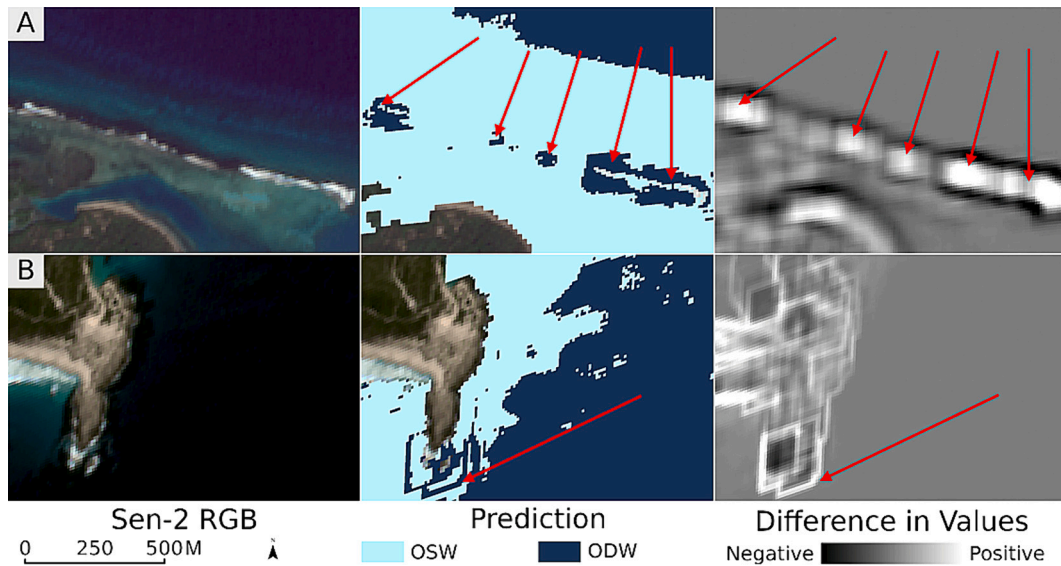 A
B
Sen-2 RGB
Prediction
Difference in Values
0 250 500M
N
OSW
ODW
Negative
Positive